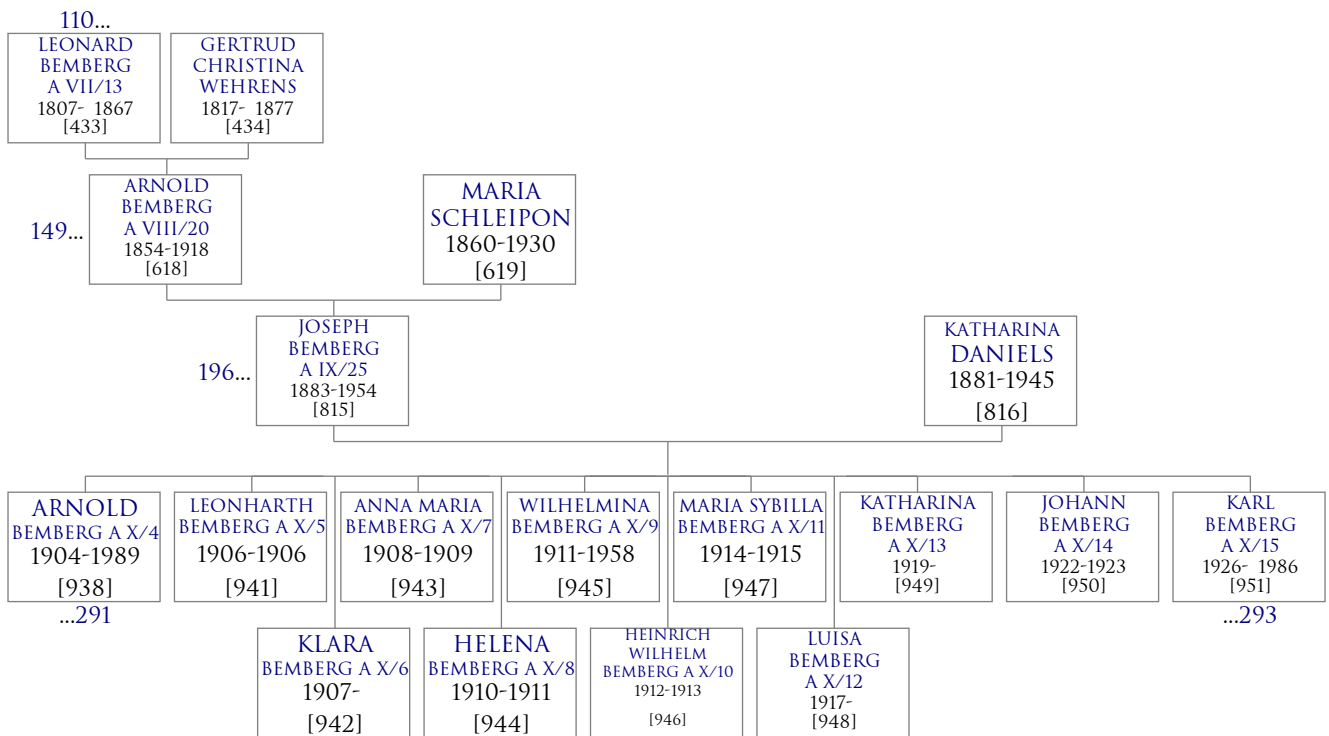 110...
LEONARD
BEMBERG
A VII/13
1807- 1867
[433]
GERTRUD
CHRISTINA
WEHRENS
1817- 1877
[434]
149...
ARNOLD
BEMBERG
A VIII/20
1854-1918
[618]
MARIA
SCHLEIPON
1860-1930
[619]
196...
JOSEPH
BEMBERG
A IX/25
1883-1954
[815]
KATHARINA
DANIELS
1881-1945
[816]
ARNOLD
BEMBERG A X/4
1904-1989
[938]
...291
LEONHARTH
BEMBERG A X/5
1906-1906
[941]
ANNA MARIA
BEMBERG A X/7
1908-1909
[943]
WILHELMINA
BEMBERG A X/9
1911-1958
[945]
MARIA SYBILLA
BEMBERG A X/11
1914-1915
[947]
KATHARINA
BEMBERG
A X/13
1919-
[949]
JOHANN
BEMBERG
A X/14
1922-1923
[950]
KARL
BEMBERG
A X/15
1926- 1986
[951]
...293
KLARA
BEMBERG A X/6
1907-
[942]
HELENA
BEMBERG A X/8
1910-1911
[944]
HEINRICH
WILHELM
BEMBERG A X/10
1912-1913
[946]
LUISA
BEMBERG
A X/12
1917-
[948]